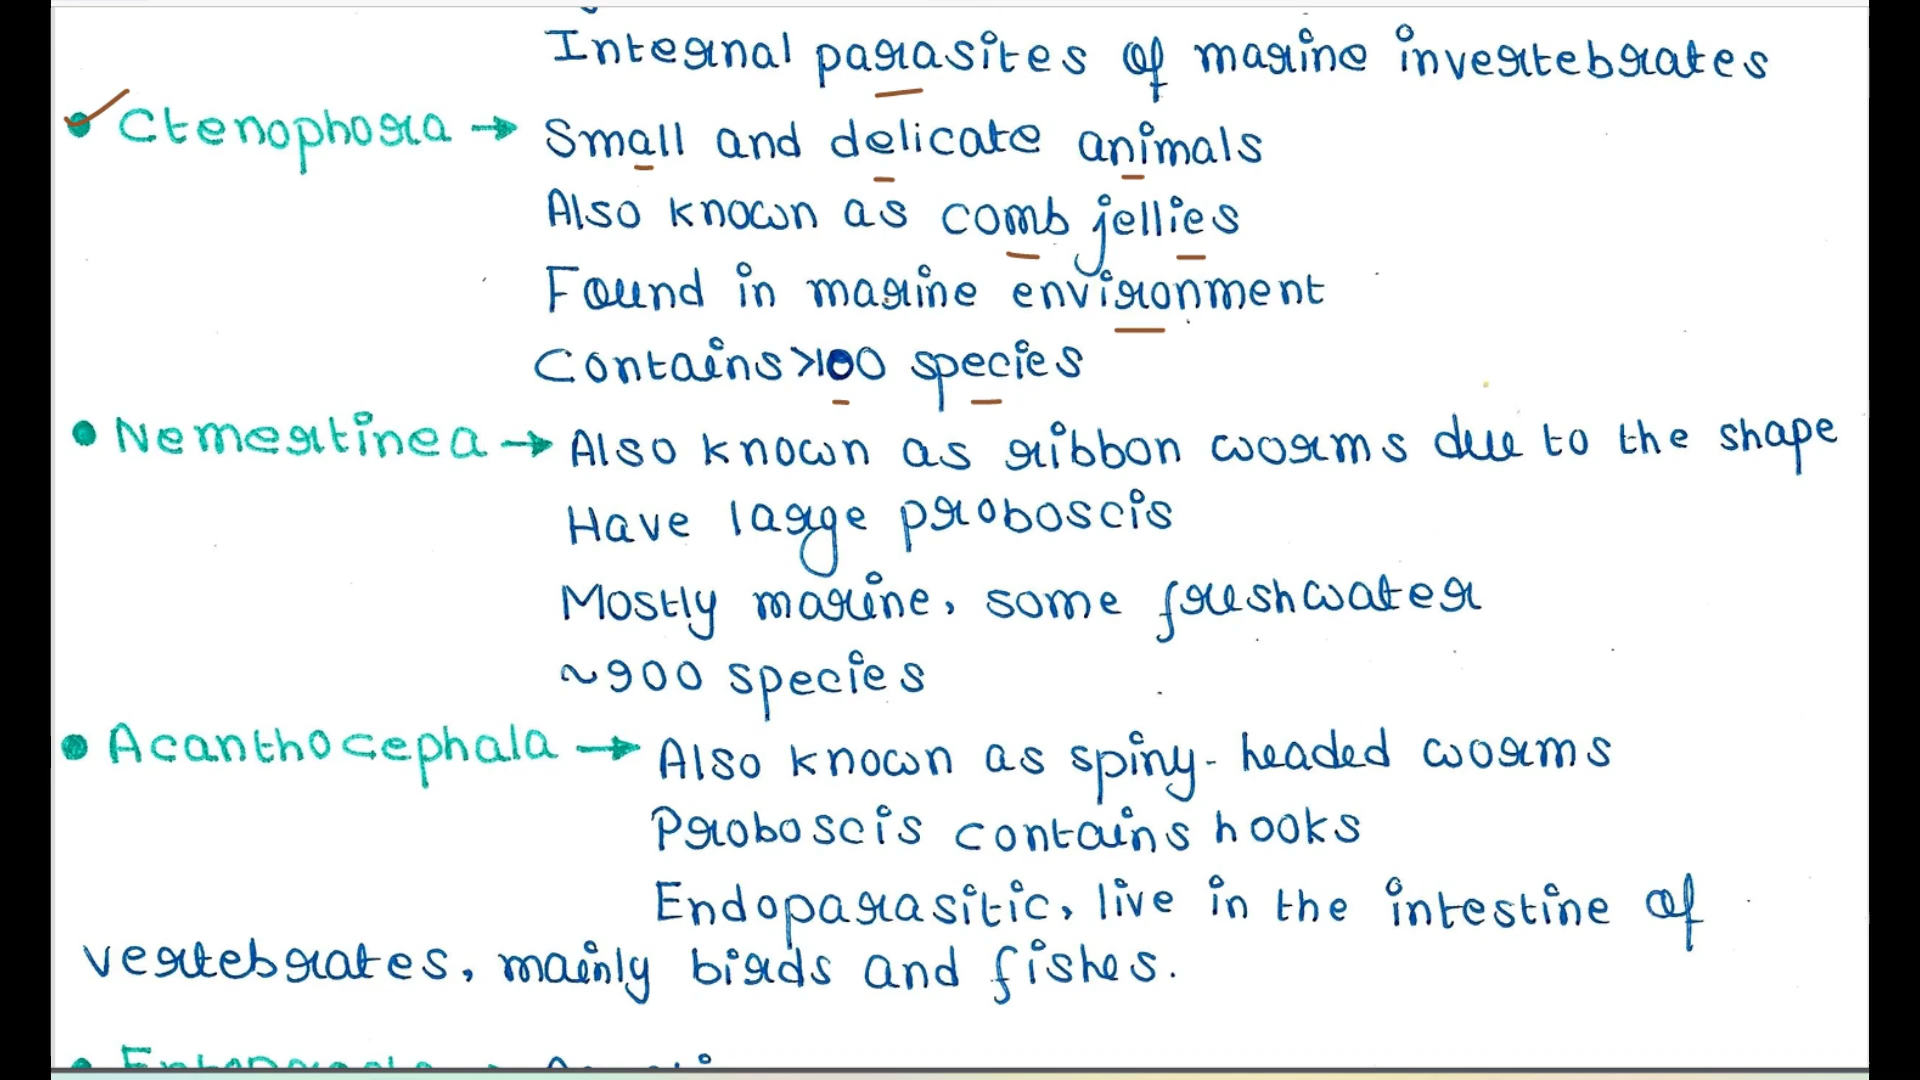 Internal parasites of marine invertebrates
• Ctenophora → Small and delicate animals
Also known as comb jellies
Found in marine environment
Contains >100 species
• Nemertinea → Also known as ribbon worms due to the shape
Have large proboscis
Mostly marine, some freshwater
~900 species
• Acanthocephala → Also known as spiny-headed worms
Proboscis contains hooks
Endoparasitic, live in the intestine of
vertebrates, mainly birds and fishes.